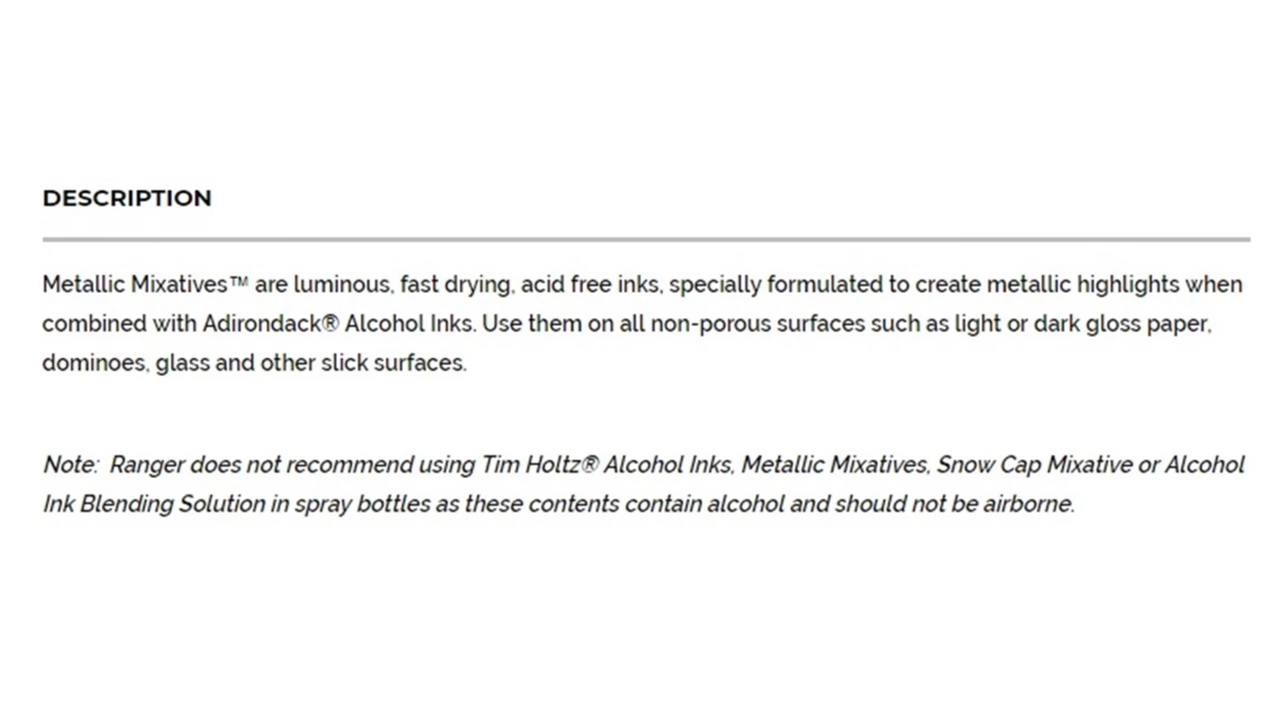 DESCRIPTION
Metallic Mixatives™ are luminous, fast drying, acid free inks, specially formulated to create metallic highlights when
combined with Adirondack® Alcohol Inks. Use them on all non-porous surfaces such as light or dark gloss paper,
dominoes, glass and other slick surfaces.
Note:  Ranger does not recommend using Tim Holtz® Alcohol Inks, Metallic Mixatives, Snow Cap Mixative or Alcohol
Ink Blending Solution in spray bottles as these contents contain alcohol and should not be airborne.